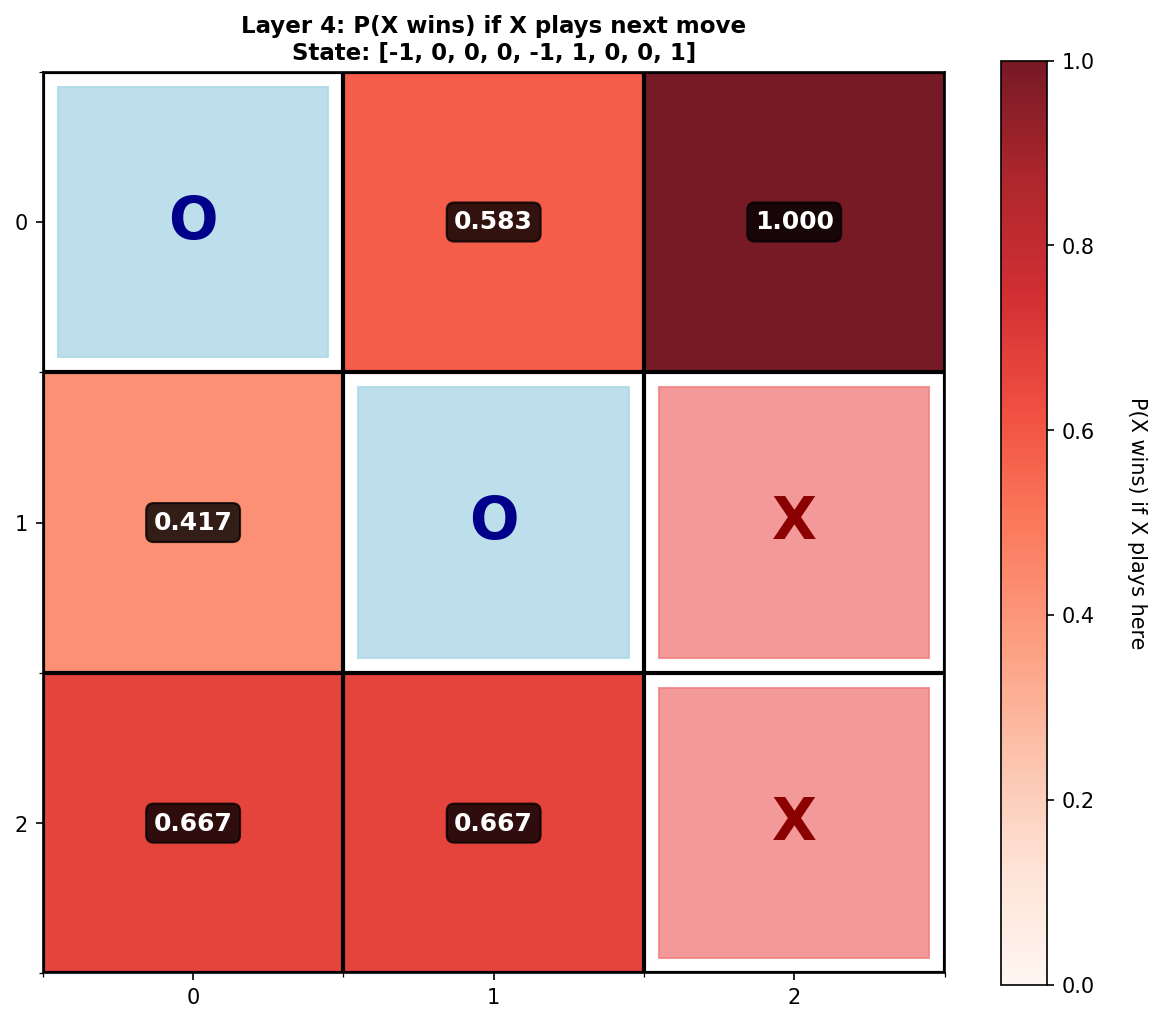 Layer 4: P(X wins) if X plays next move
State: [-1, 0, 0, 0, -1, 1, 0, 0, 1]
0
O
0.583
1.000
1
0.417
O
X
2
0.667
0.667
X
0
1
2
1.0
0.8
0.6
0.4
0.2
0.0
P(X wins) if X plays here